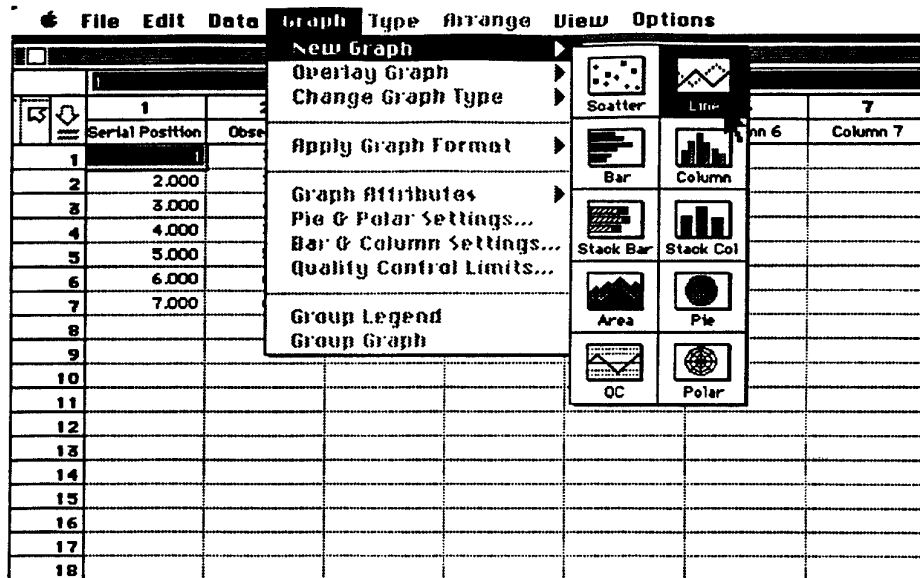 File Edit Data Graph Type Arrange View Options
New Graph
Overlay Graph
Change Graph Type
Apply Graph Format
Graph Attributes
Pie & Polar Settings...
Bar & Column Settings...
Quality Control Limits...
Group Legend
Group Graph
Scatter Line
Bar Column
Stack Bar Stack Col
Area Pie
QC Polar
1 7
Serial Position Obse mn 6 Column 7
1
2 2.000
3 3.000
4 4.000
5 5.000
6 6.000
7 7.000
8
9
10
11
12
13
14
15
16
17
18